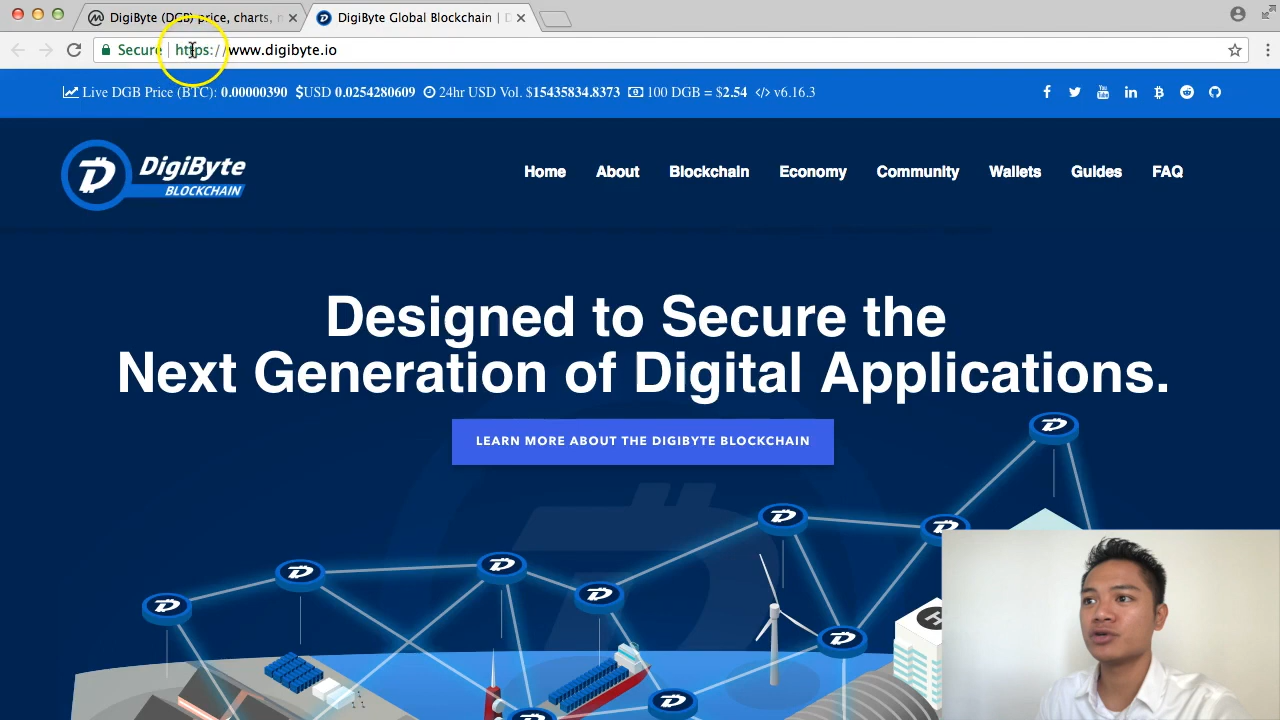 DigiByte (DGB) price, charts,
DigiByte Global Blockchain |
Secure | https://www.digibyte.io
Live DGB Price (BTC): 0.00000390 $USD 0.0254280609 24hr USD Vol. $15435834.8373 100 DGB = $2.54 </> v6.16.3
DigiByte
BLOCKCHAIN
Home About Blockchain Economy Community Wallets Guides FAQ
Designed to Secure the
Next Generation of Digital Applications.
LEARN MORE ABOUT THE DIGIBYTE BLOCKCHAIN
H